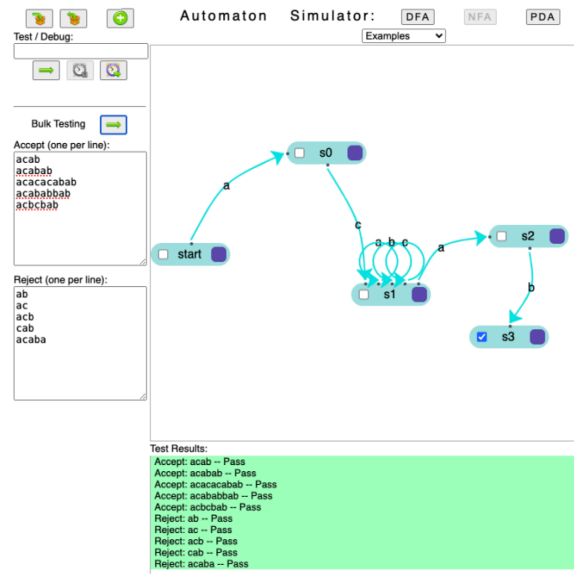 Automaton Simulator: DFA NFA PDA
Examples
Test / Debug:
Bulk Testing
Accept (one per line):
acab
acabab
acacacabab
acababbab
acbcbab
Reject (one per line):
ab
ac
acb
cab
acaba
s0
a
c
start
a b c
a
s2
s1
b
s3
Test Results:
Accept: acab -- Pass
Accept: acabab -- Pass
Accept: acacacabab -- Pass
Accept: acababbab -- Pass
Accept: acbcbab -- Pass
Reject: ab -- Pass
Reject: ac -- Pass
Reject: acb -- Pass
Reject: cab -- Pass
Reject: acaba -- Pass